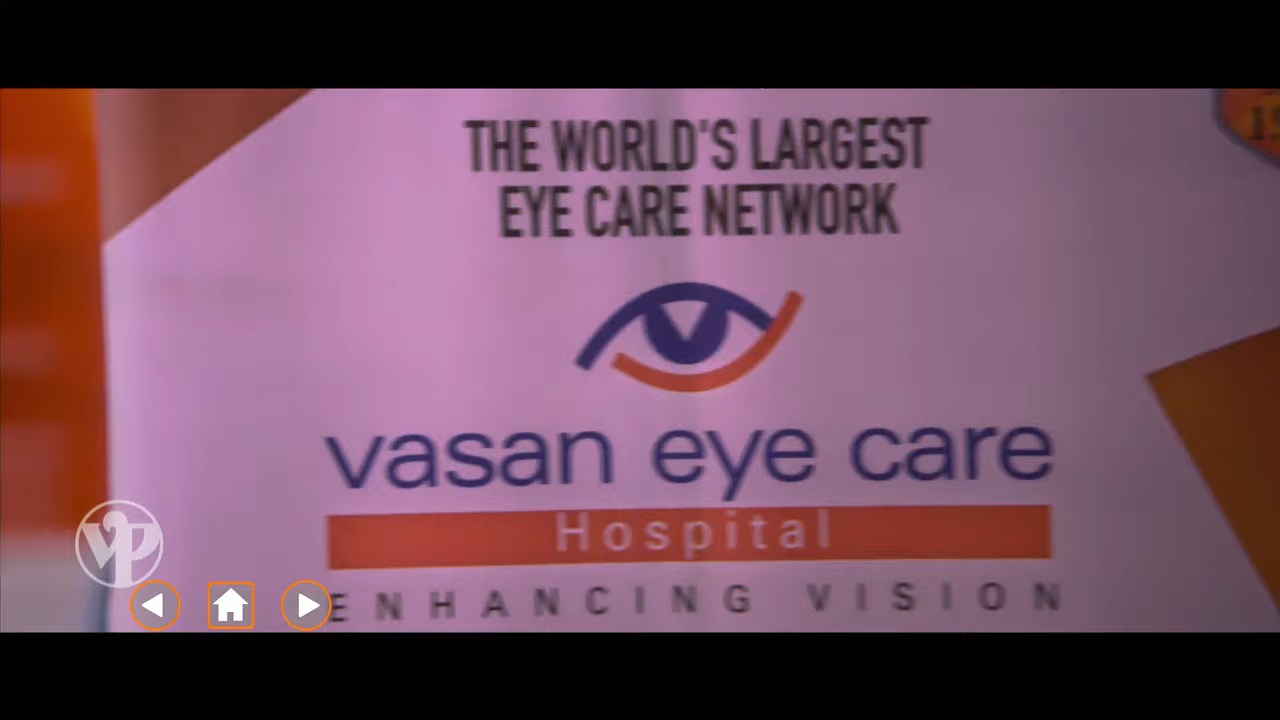 THE WORLD'S LARGEST
EYE CARE NETWORK
vasan eye care
Hospital
ENHANCING VISION